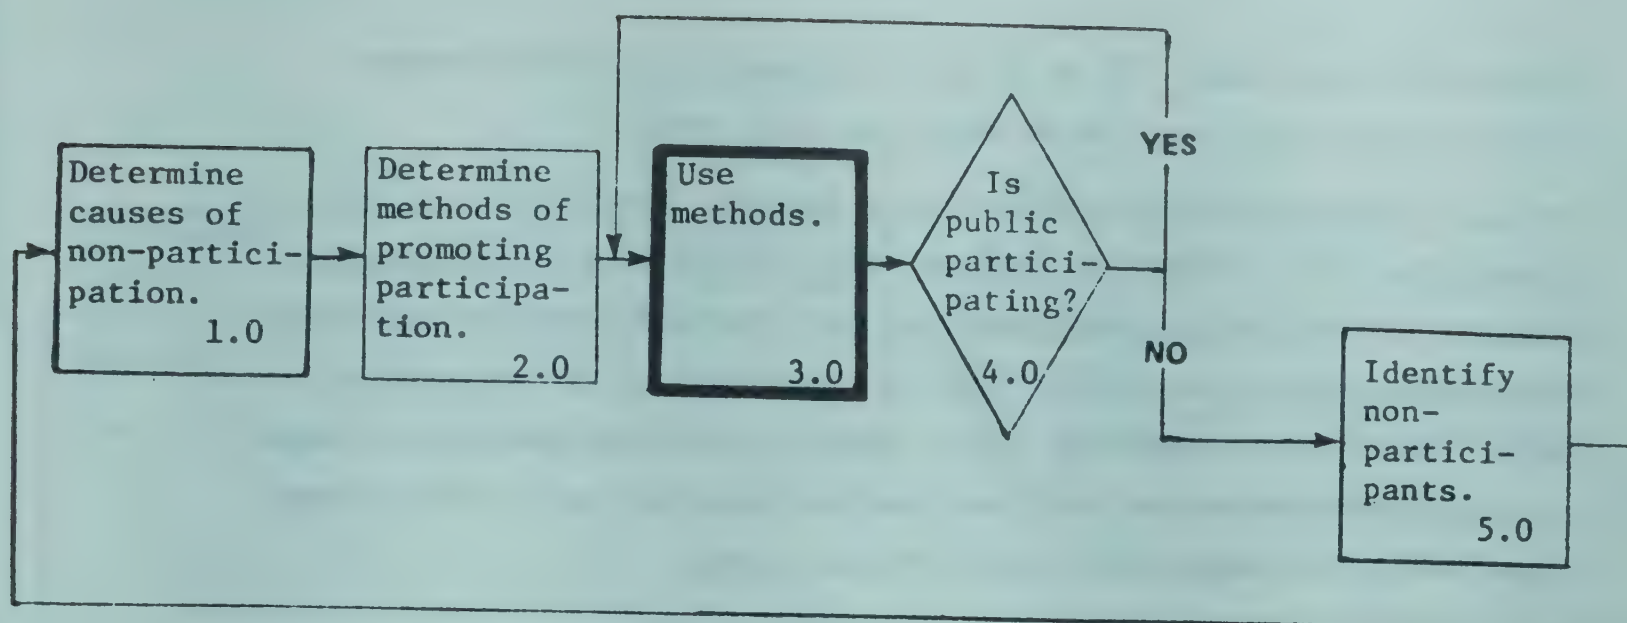 Determine
causes of
non-partici-
pation.
1.0
Determine
methods of
promoting
participa-
tion.
2.0
Use
methods.
3.0
Is
public
partici-
pating?
4.0
YES
NO
Identify
non-
partici-
pants.
5.0